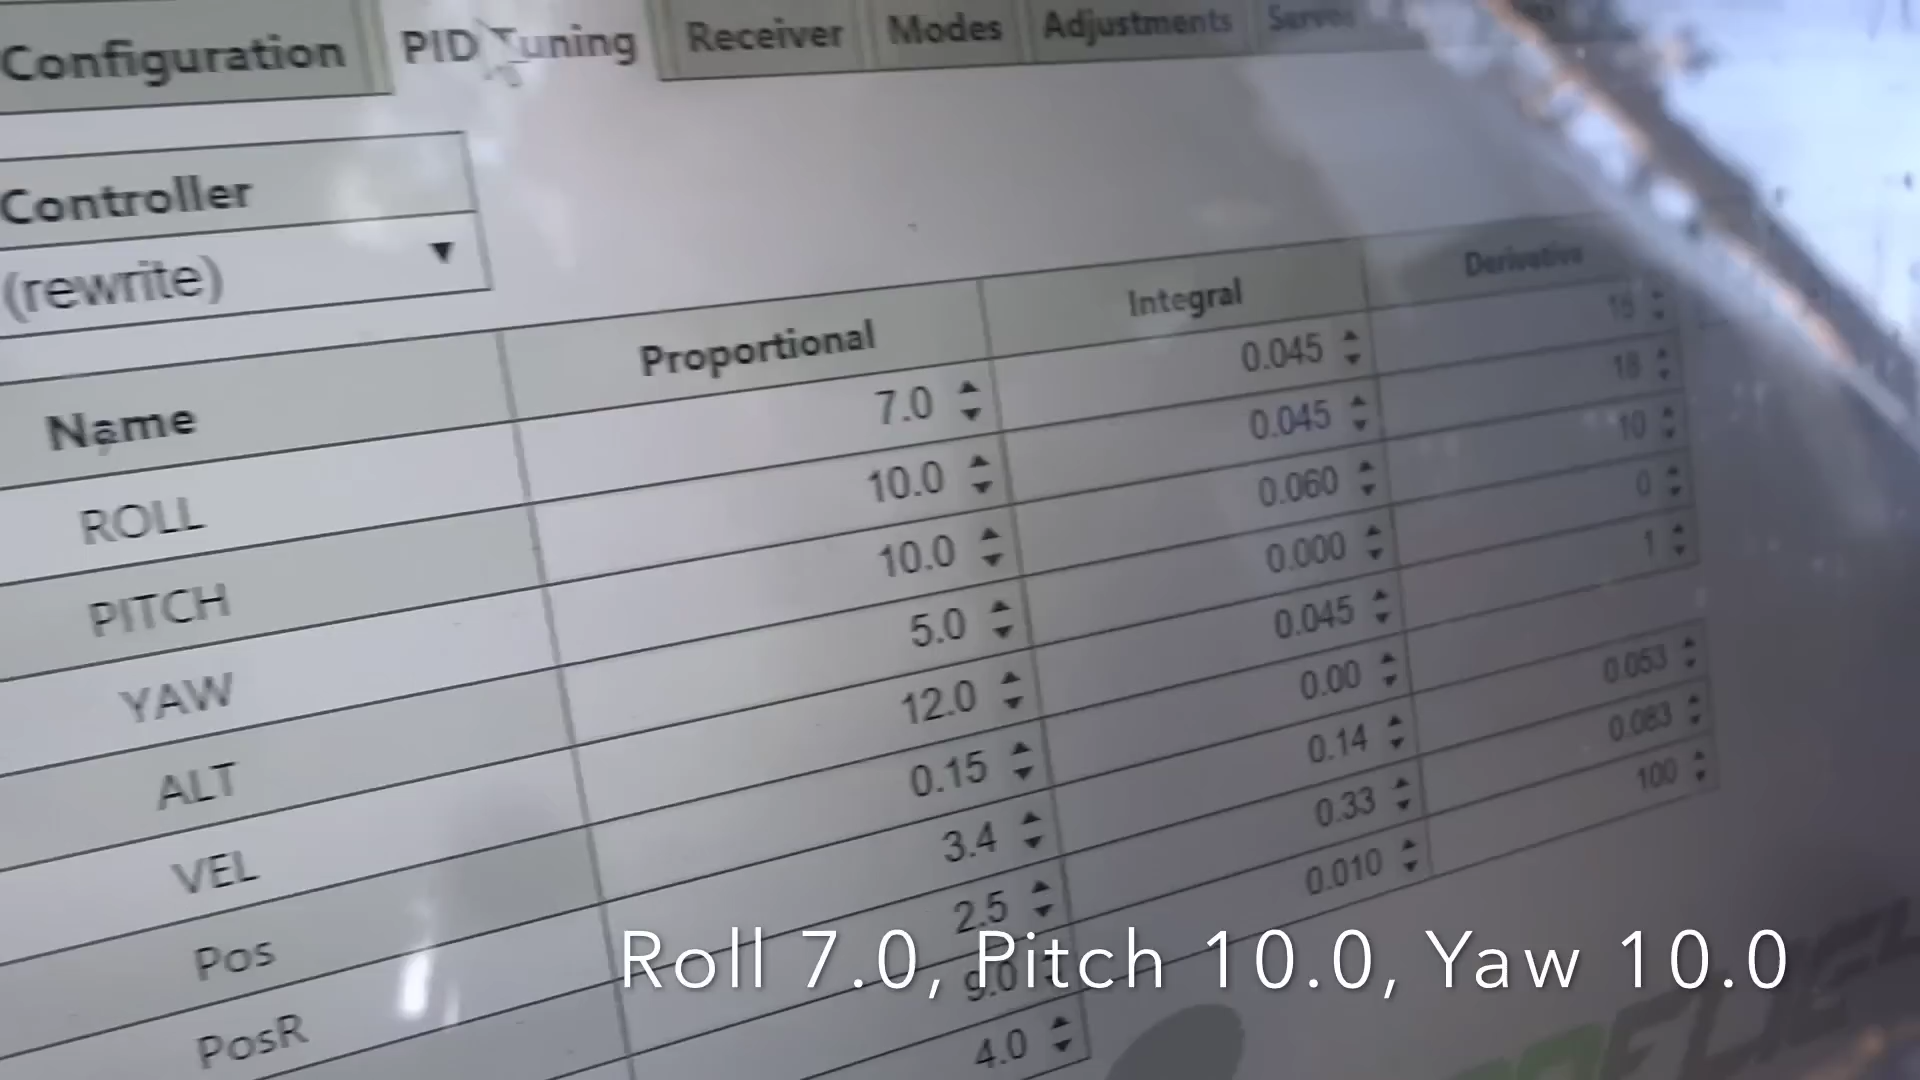 Configuration PID Tuning Receiver Modes Adjustments Servos
Controller
(rewrite)
Name Proportional Integral Derivative
ROLL 7.0 0.045
PITCH 10.0 0.045 18
YAW 10.0 0.060 10
ALT 5.0 0.000 0
VEL 12.0 0.045 1
Pos 0.15 0.00
PosR 3.4 0.14 0.053
2.5 0.33 0.083
9.0 0.010 100
4.0
Roll 7.0, Pitch 10.0, Yaw 10.0